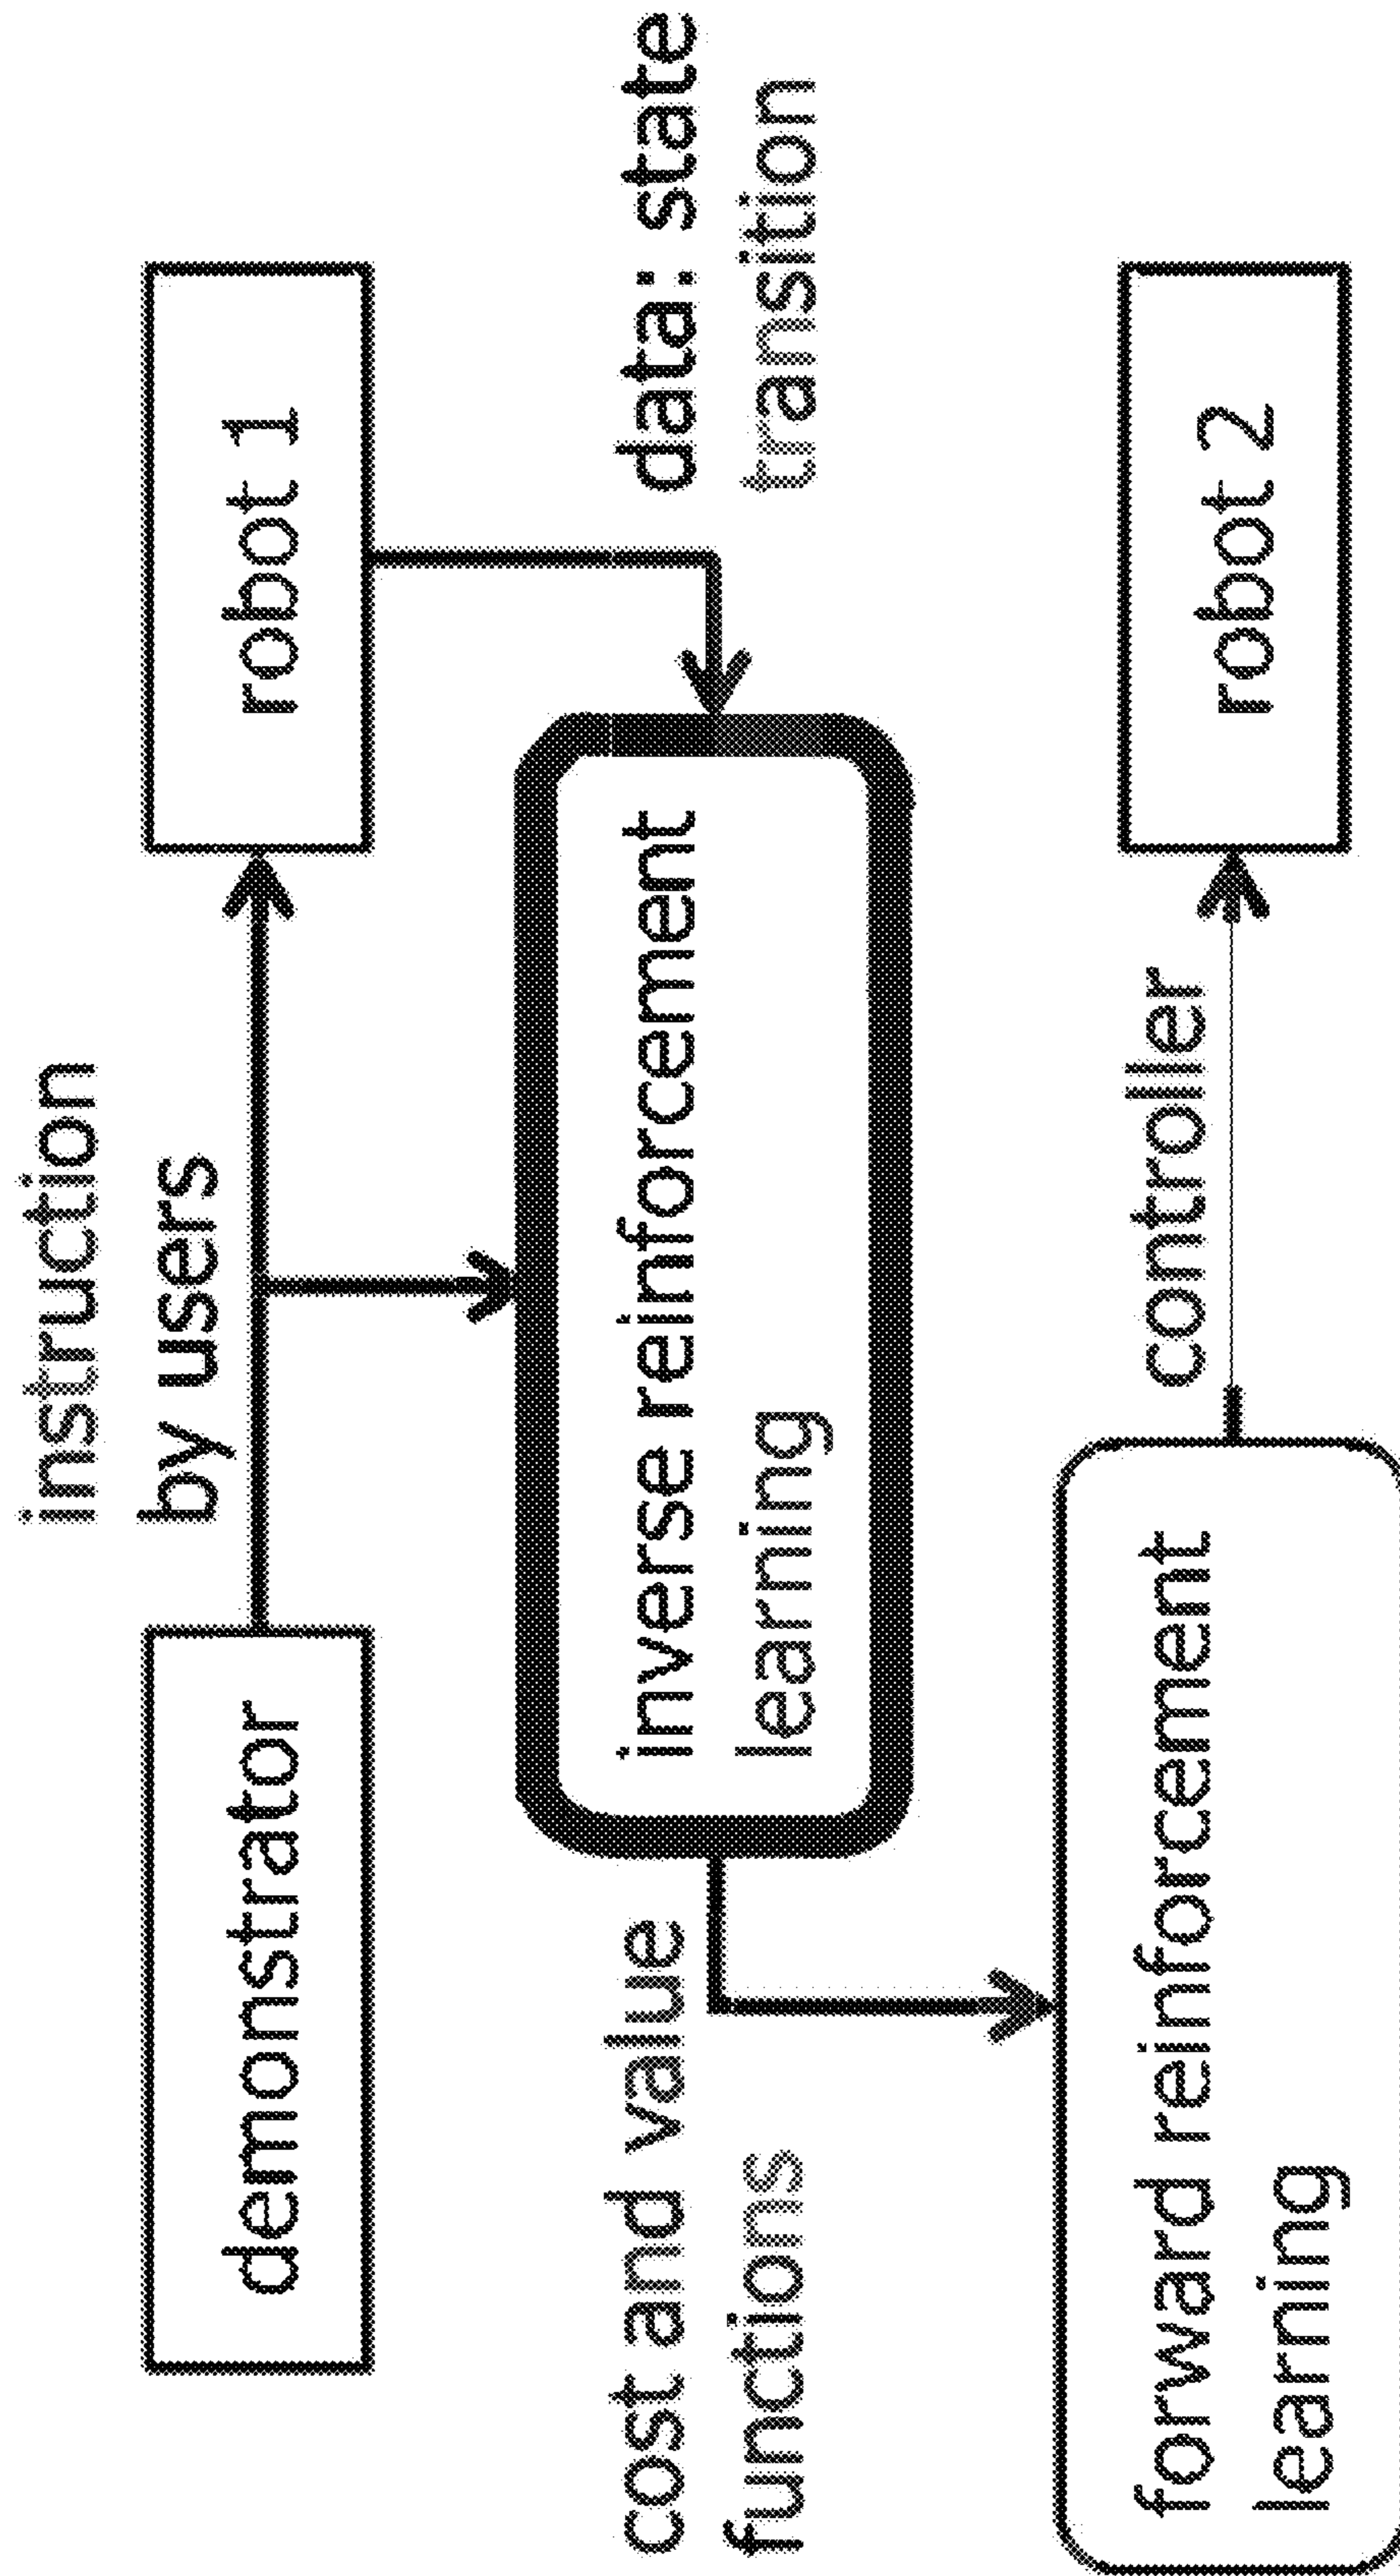 instruction
by users
demonstrator
robot 1
cost and value
functions
inverse reinforcement
learning
data: state
transition
forward reinforcement
learning
controller
robot 2